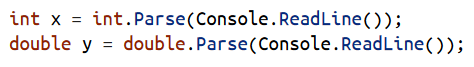 int x = int.Parse(Console.ReadLine());
double y = double.Parse(Console.ReadLine());